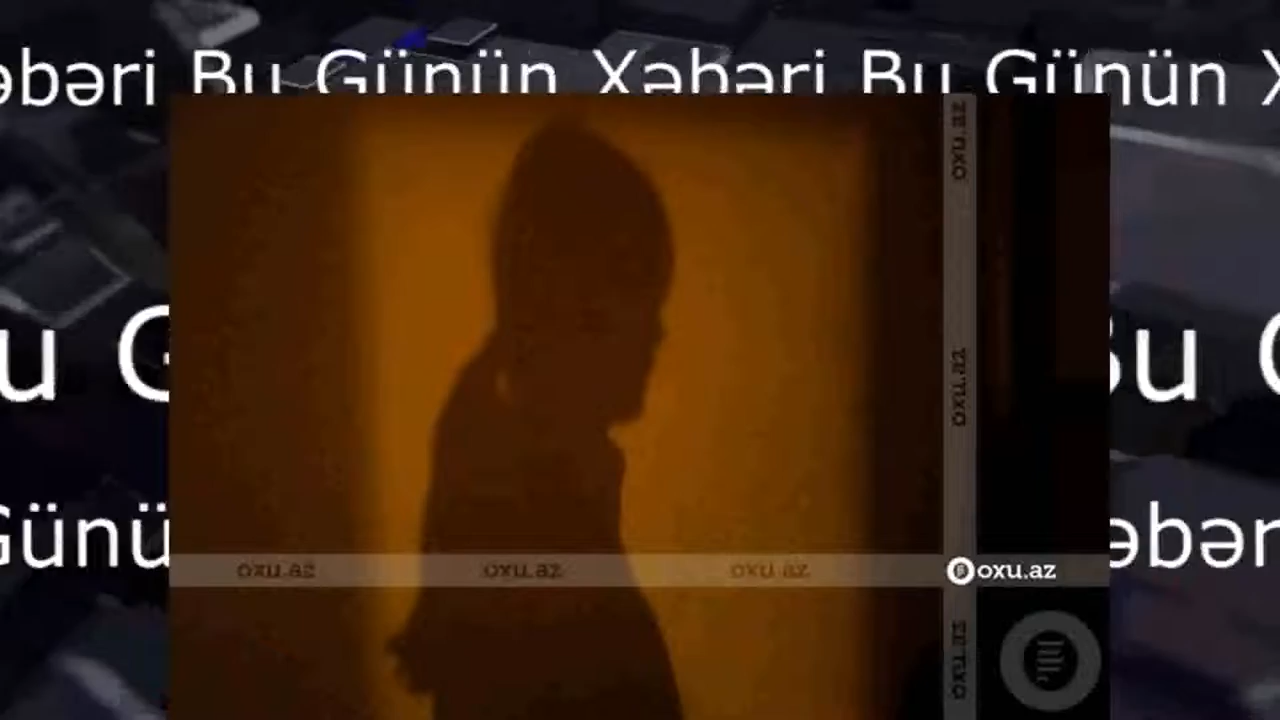 əbəri Bu Günün Xəbəri Bu Günün X
oxu.az
u G
Bu G
oxu.az
Günü
əbər
oxu.az oxu.az oxu.az oxu.az
oxu.az